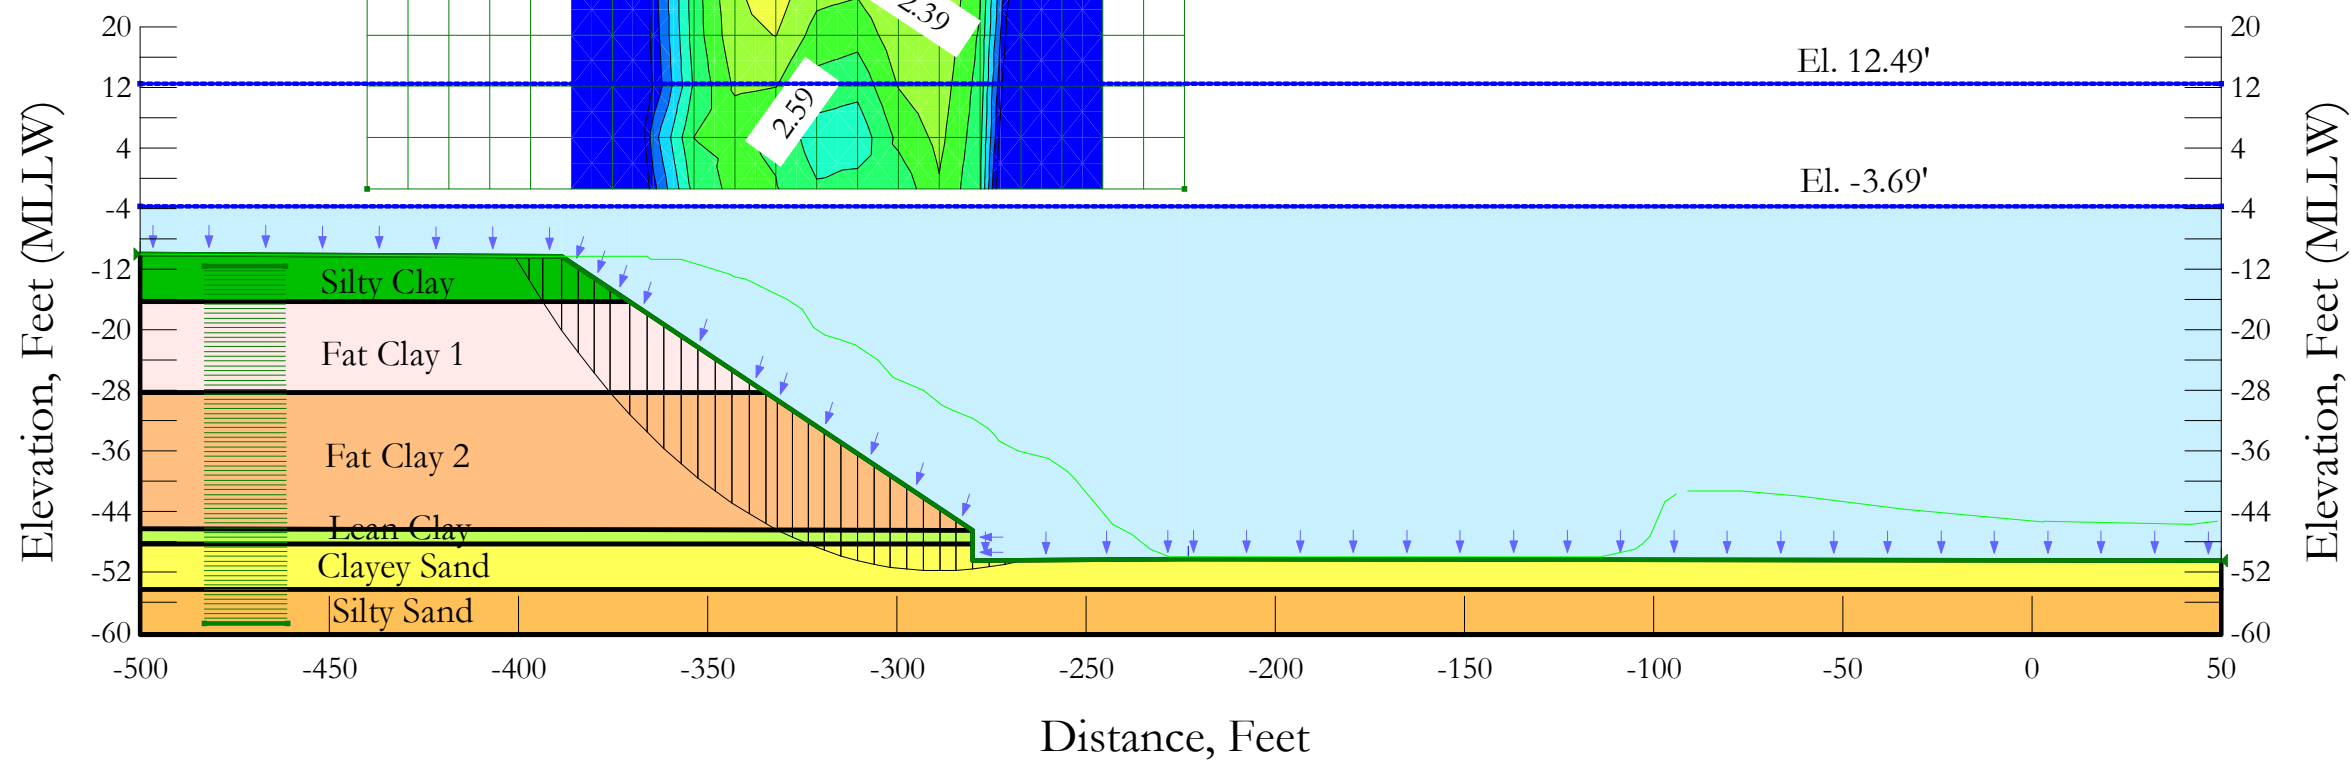 2.39
20
20
El. 12.49'
12
12
2.59
4
4
El. -3.69'
-4
-4
-12
-12
Silty Clay
-20
-20
Fat Clay 1
-28
-28
-36
-36
Fat Clay 2
-44
-44
Lean Clay
Clayey Sand
-52
-52
Silty Sand
-60
-60
Elevation, Feet (MLLW)
Elevation, Feet (MLLW)
-500 -450 -400 -350 -300 -250 -200 -150 -100 -50 0 50
Distance, Feet